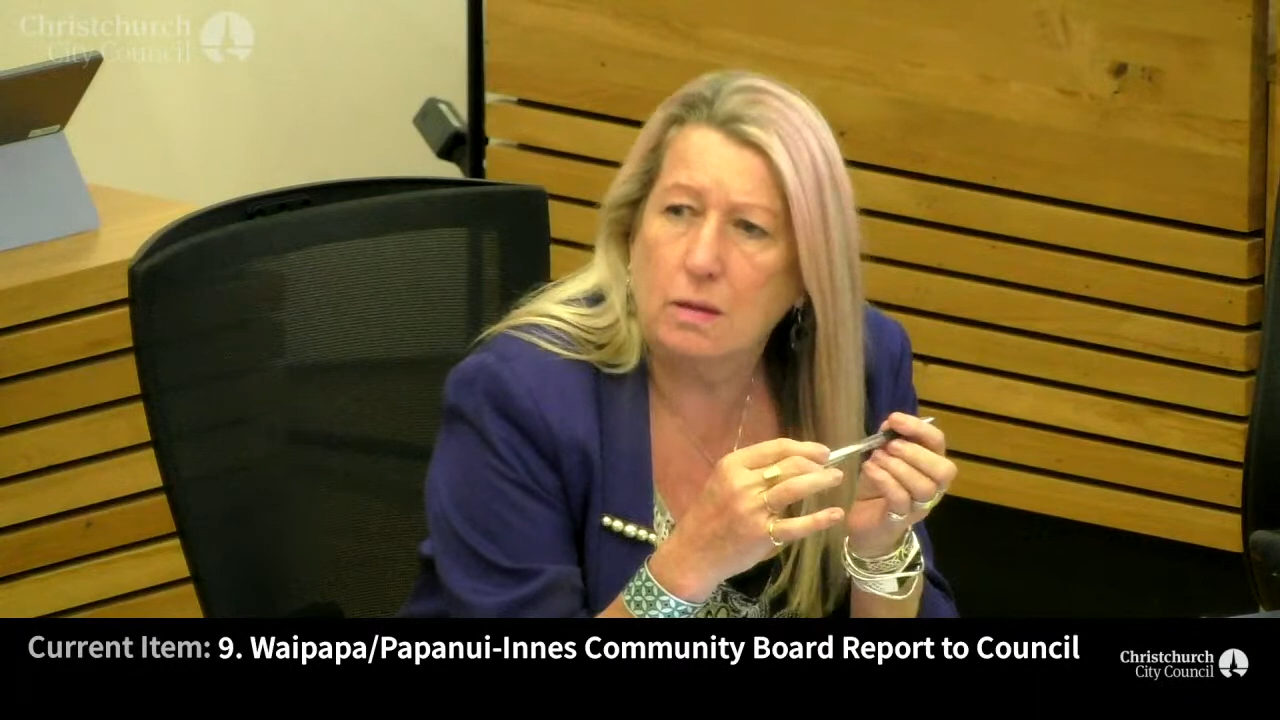 Christchurch
City Council
Current Item: 9. Waipapa/Papanui-Innes Community Board Report to Council
Christchurch
City Council